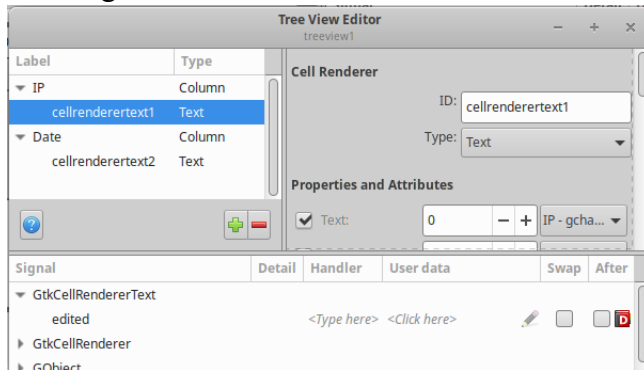 Tree View Editor
treeview1
Label Type
IP Column
cellrenderertext1 Text
Date Column
cellrenderertext2 Text
Cell Renderer
ID: cellrenderertext1
Type: Text
Properties and Attributes
Text: 0 IP - gcha...
Signal Detail Handler User data Swap After
GtkCellRendererText
edited <Type here> <Click here>
GtkCellRenderer
GObject